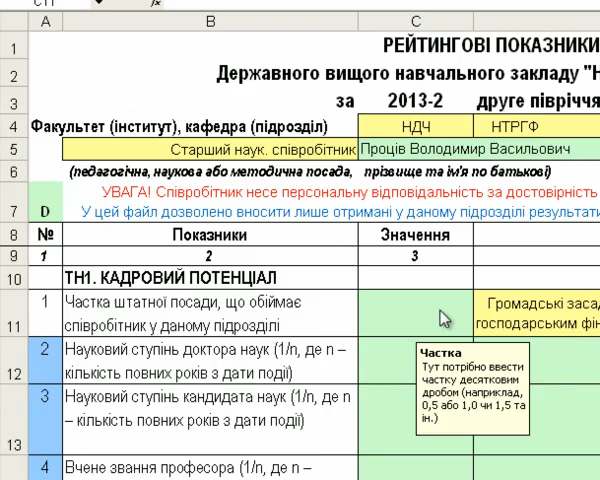 A B C
1 РЕЙТИНГОВІ ПОКАЗНИКИ
2 Державного вищого навчального закладу "Н
3 за 2013-2 друге півріччя
4 Факультет (інститут), кафедра (підрозділ) НДЧ НТРГФ
5 Старший наук. співробітник Проців Володимир Васильович
6 (педагогічна, наукова або методична посада, прізвище та ім'я по батькові)
УВАГА! Співробітник несе персональну відповідальність за достовірність
7 D У цей файл дозволено вносити лише отримані у даному підрозділі результати
8 № Показники Значення
9 1 2 3
10 ТН1. КАДРОВИЙ ПОТЕНЦІАЛ
1 Частка штатної посади, що обіймає Громадські заса
11 співробітник у даному підрозділі господарським фін
2 Науковий ступінь доктора наук (1/n, де n –
12 кількість повних років з дати події)
3 Науковий ступінь кандидата наук (1/n, де n
– кількість повних років з дати події)
13
4 Вчене звання професора (1/n, де n –
Частка
Тут потрібно ввести
частку десятковим
дробом (наприклад,
0,5 або 1,0 чи 1,5 та
ін.)